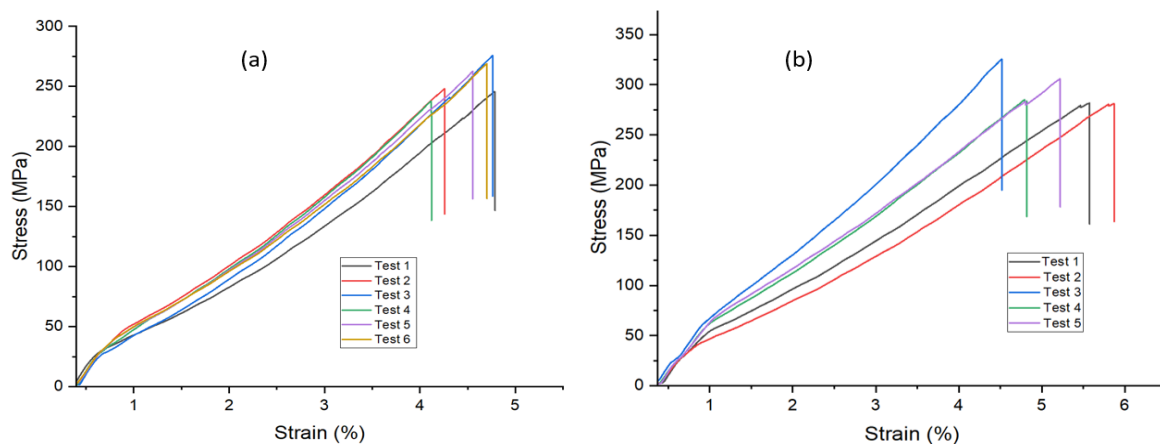 (a)
300
250
200
150
100
50
0
Stress (MPa)
1 2 3 4 5
Strain (%)
Test 1
Test 2
Test 3
Test 4
Test 5
Test 6
(b)
350
300
250
200
150
100
50
0
Stress (MPa)
1 2 3 4 5 6
Strain (%)
Test 1
Test 2
Test 3
Test 4
Test 5